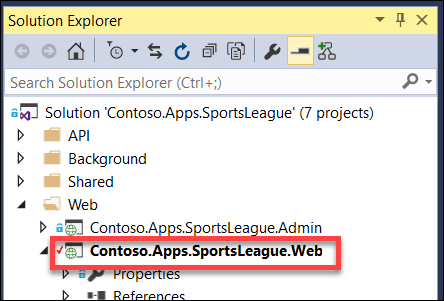 Solution Explorer
Search Solution Explorer (Ctrl+;)
Solution 'Contoso.Apps.SportsLeague' (7 projects)
API
Background
Shared
Web
Contoso.Apps.SportsLeague.Admin
Contoso.Apps.SportsLeague.Web
Properties
References